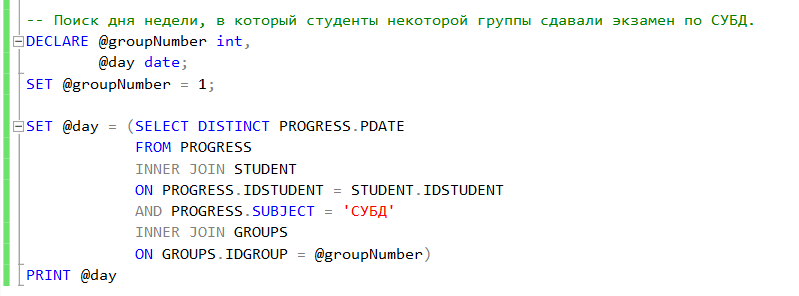 -- Поиск дня недели, в который студенты некоторой группы сдавали экзамен по СУБД.
DECLARE @groupNumber int,
@day date;
SET @groupNumber = 1;
SET @day = (SELECT DISTINCT PROGRESS.PDATE
FROM PROGRESS
INNER JOIN STUDENT
ON PROGRESS.IDSTUDENT = STUDENT.IDSTUDENT
AND PROGRESS.SUBJECT = 'СУБД'
INNER JOIN GROUPS
ON GROUPS.IDGROUP = @groupNumber)
PRINT @day